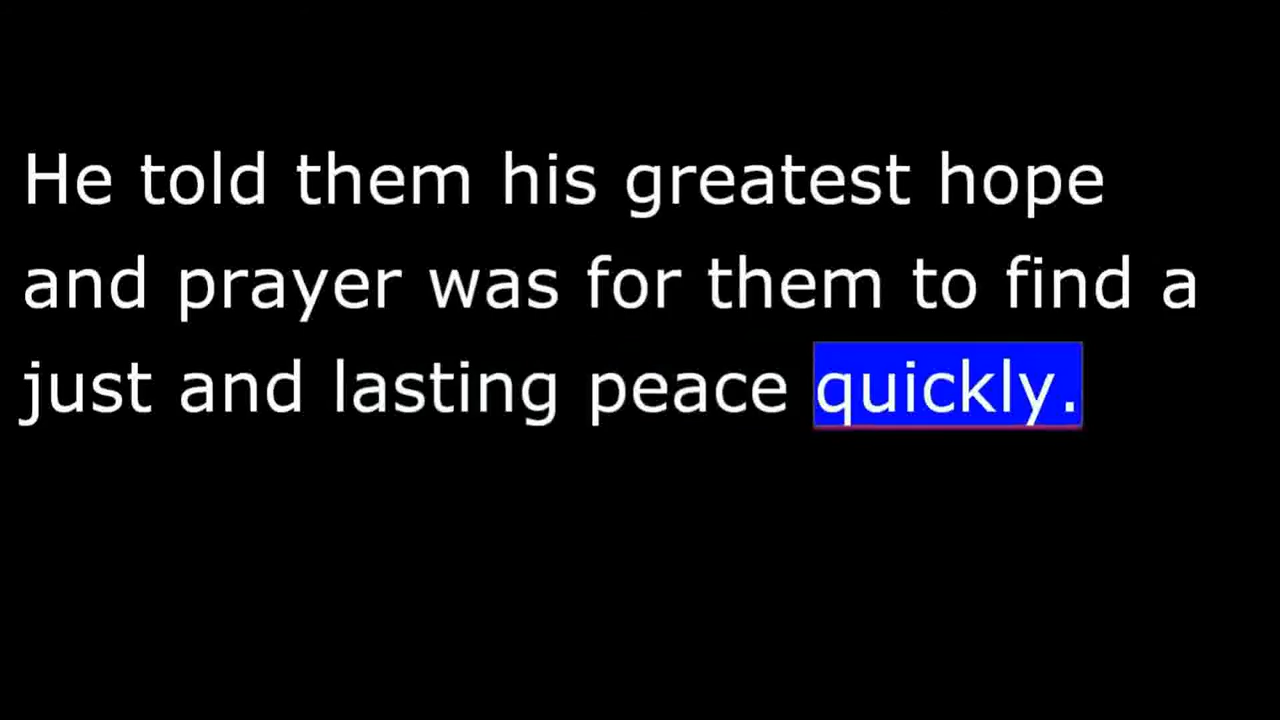 He told them his greatest hope
and prayer was for them to find a
just and lasting peace quickly.